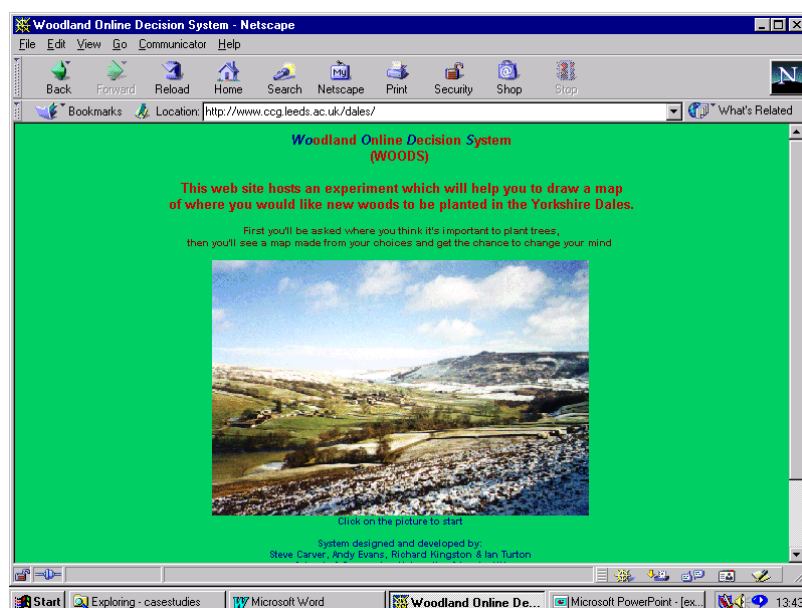 Woodland Online Decision System - Netscape
File Edit View Go Communicator Help
Back Forward Reload Home Search My Netscape Print Security Shop Stop
N
Bookmarks Location: http://www.ccg.leeds.ac.uk/dales/ What's Related
Woodland Online Decision System
(WOODS)
This web site hosts an experiment which will help you to draw a map
of where you would like new woods to be planted in the Yorkshire Dales.
First you'll be asked where you think it's important to plant trees,
then you'll see a map made from your choices and get the chance to change your mind
Click on the picture to start
System designed and developed by:
Steve Carver, Andy Evans, Richard Kingston & Ian Turton
Start Exploring - casestudies Microsoft Word Woodland Online De... Microsoft PowerPoint - [ex... 13:43